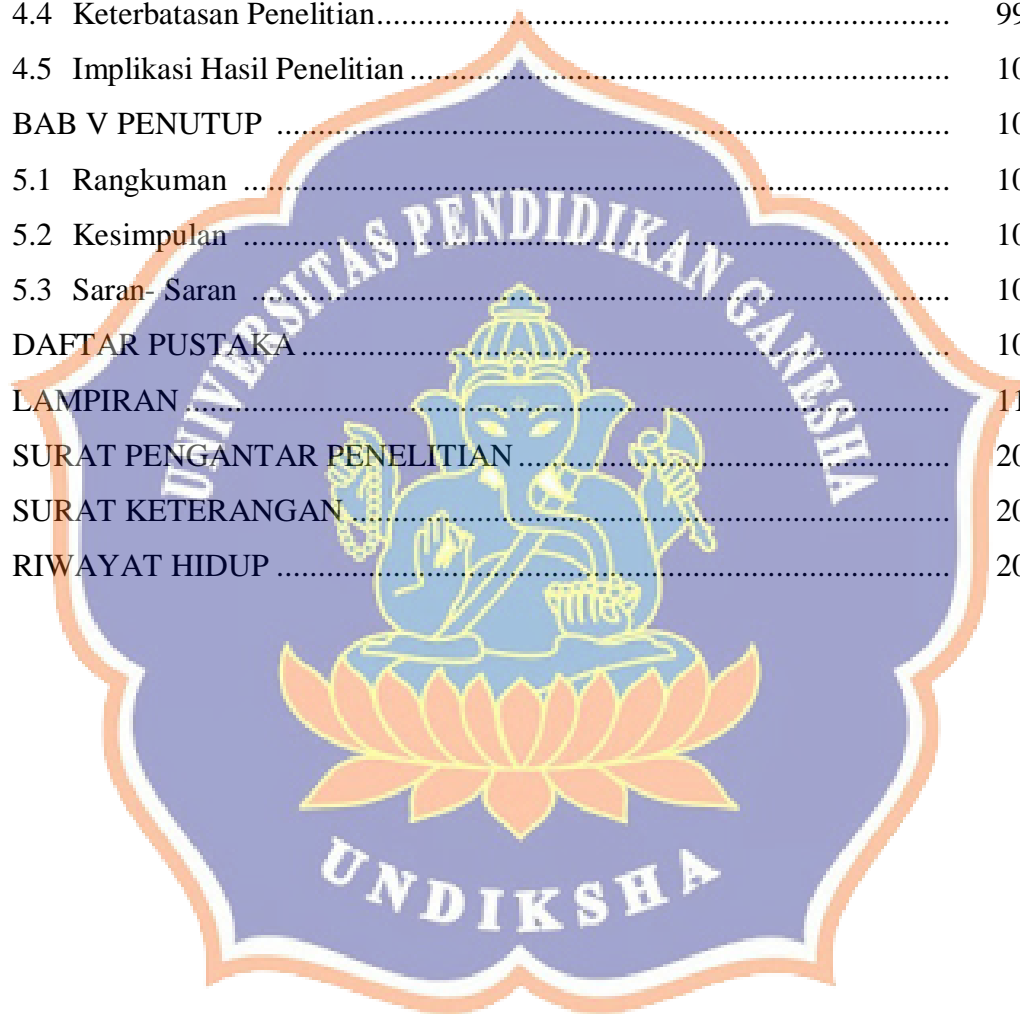 4.4 Keterbatasan Penelitian.................................................................... 99
4.5 Implikasi Hasil Penelitian ................................................................ 10
BAB V PENUTUP ................................................................................ 10
5.1 Rangkuman .................................................................................... 10
5.2 Kesimpulan .................................................................................... 10
5.3 Saran- Saran ................................................................................... 10
DAFTAR PUSTAKA ............................................................................. 10
LAMPIRAN ......................................................................................... 11
SURAT PENGANTAR PENELITIAN ..................................................... 20
SURAT KETERANGAN ........................................................................ 20
RIWAYAT HIDUP ................................................................................ 20
UNIVERSITAS PENDIDIKAN GANESHA
UNDIKSHA